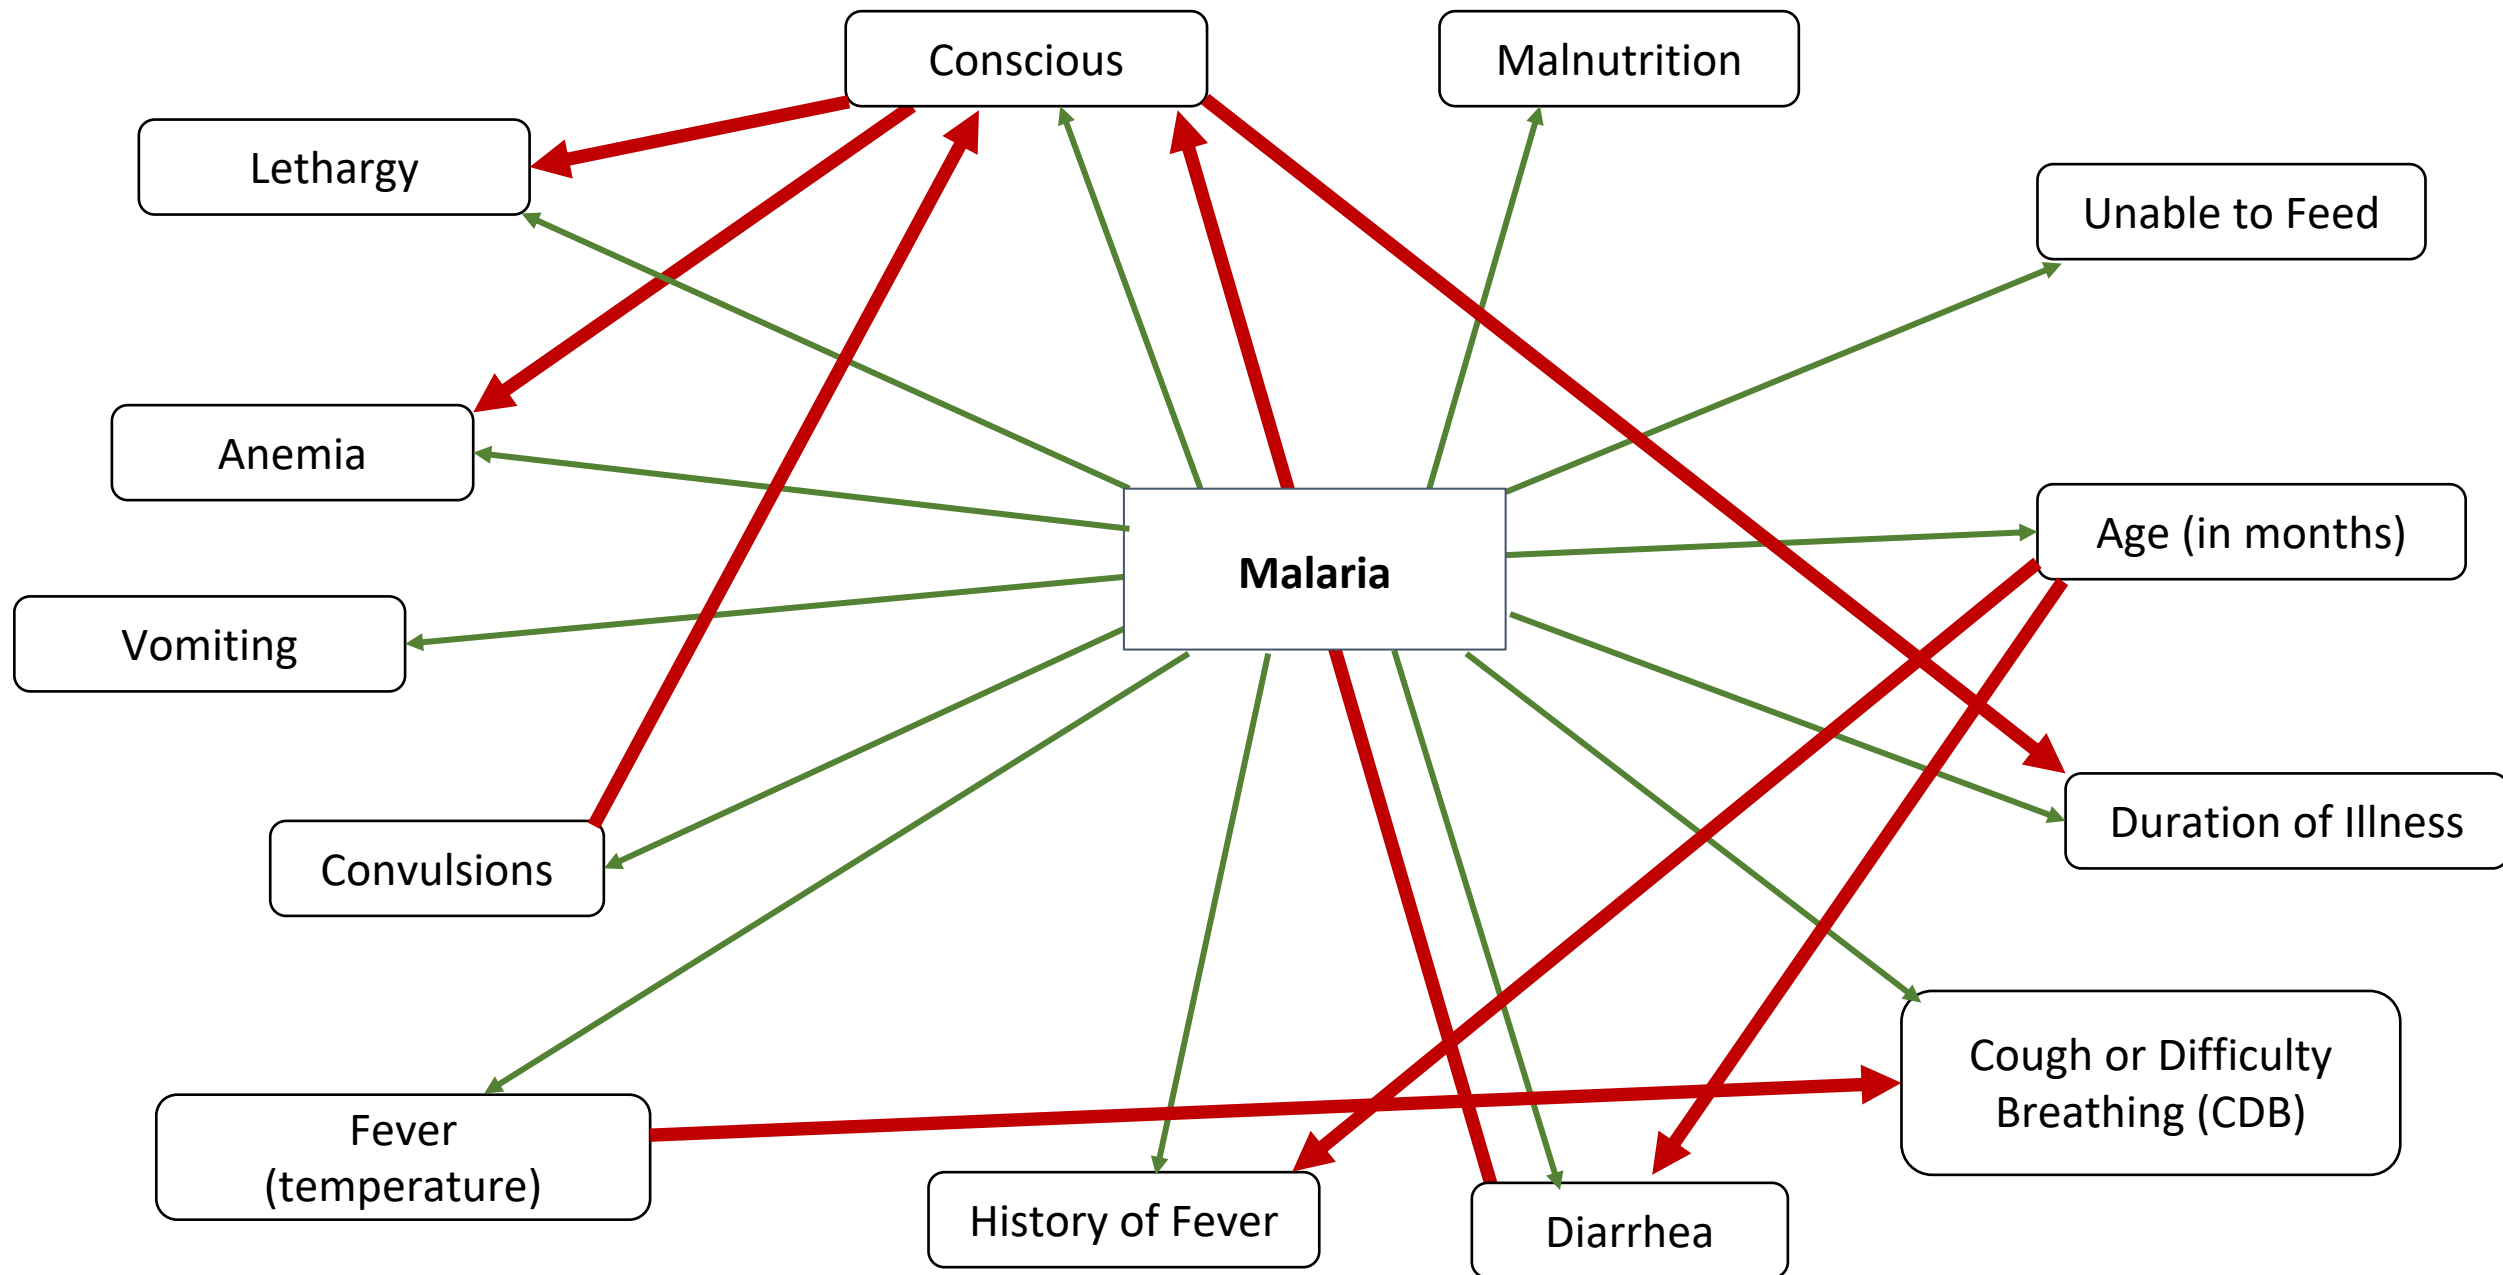 Conscious
Malnutrition
Lethargy
Unable to Feed
Anemia
Age (in months)
Malaria
Vomiting
Duration of Illness
Convulsions
Cough or Difficulty
Breathing (CDB)
Fever
(temperature)
History of Fever
Diarrhea